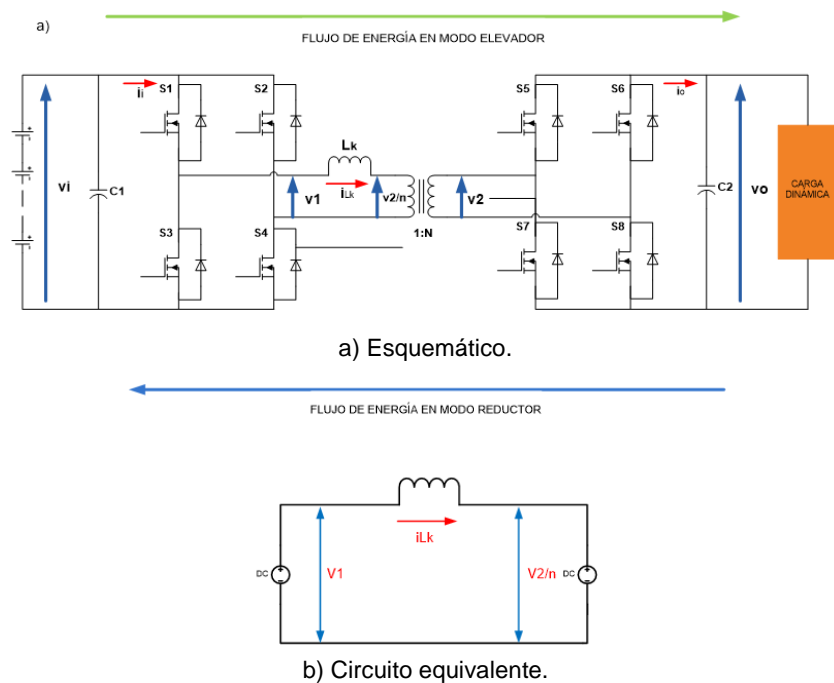 a)
FLUJO DE ENERGÍA EN MODO ELEVADOR
S1 S2 S5 S6
ii io
Lk
vi C1 v1 iLk v2/n v2 C2 vo
CARGA DINÁMICA
1:N
S3 S4 S7 S8
a) Esquemático.
FLUJO DE ENERGÍA EN MODO REDUCTOR
iLk
DC V1 V2/n DC
b) Circuito equivalente.